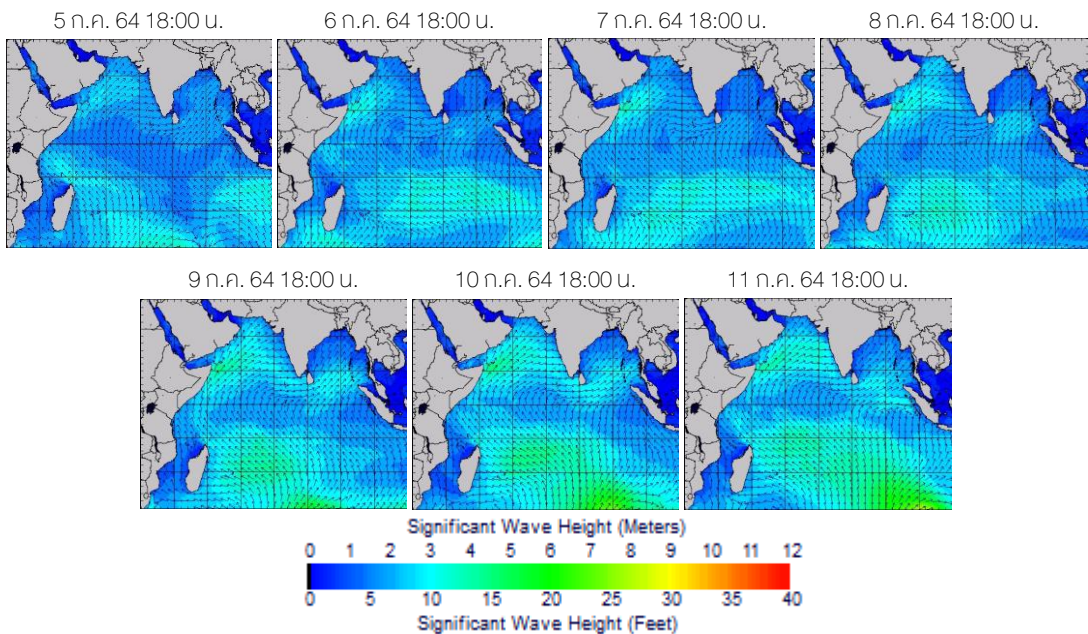 5 ก.ค. 64 18:00 น.
6 ก.ค. 64 18:00 น.
7 ก.ค. 64 18:00 น.
8 ก.ค. 64 18:00 น.
9 ก.ค. 64 18:00 น.
10 ก.ค. 64 18:00 น.
11 ก.ค. 64 18:00 น.
Significant Wave Height (Meters)
0 1 2 3 4 5 6 7 8 9 10 11 12
0 5 10 15 20 25 30 35 40
Significant Wave Height (Feet)